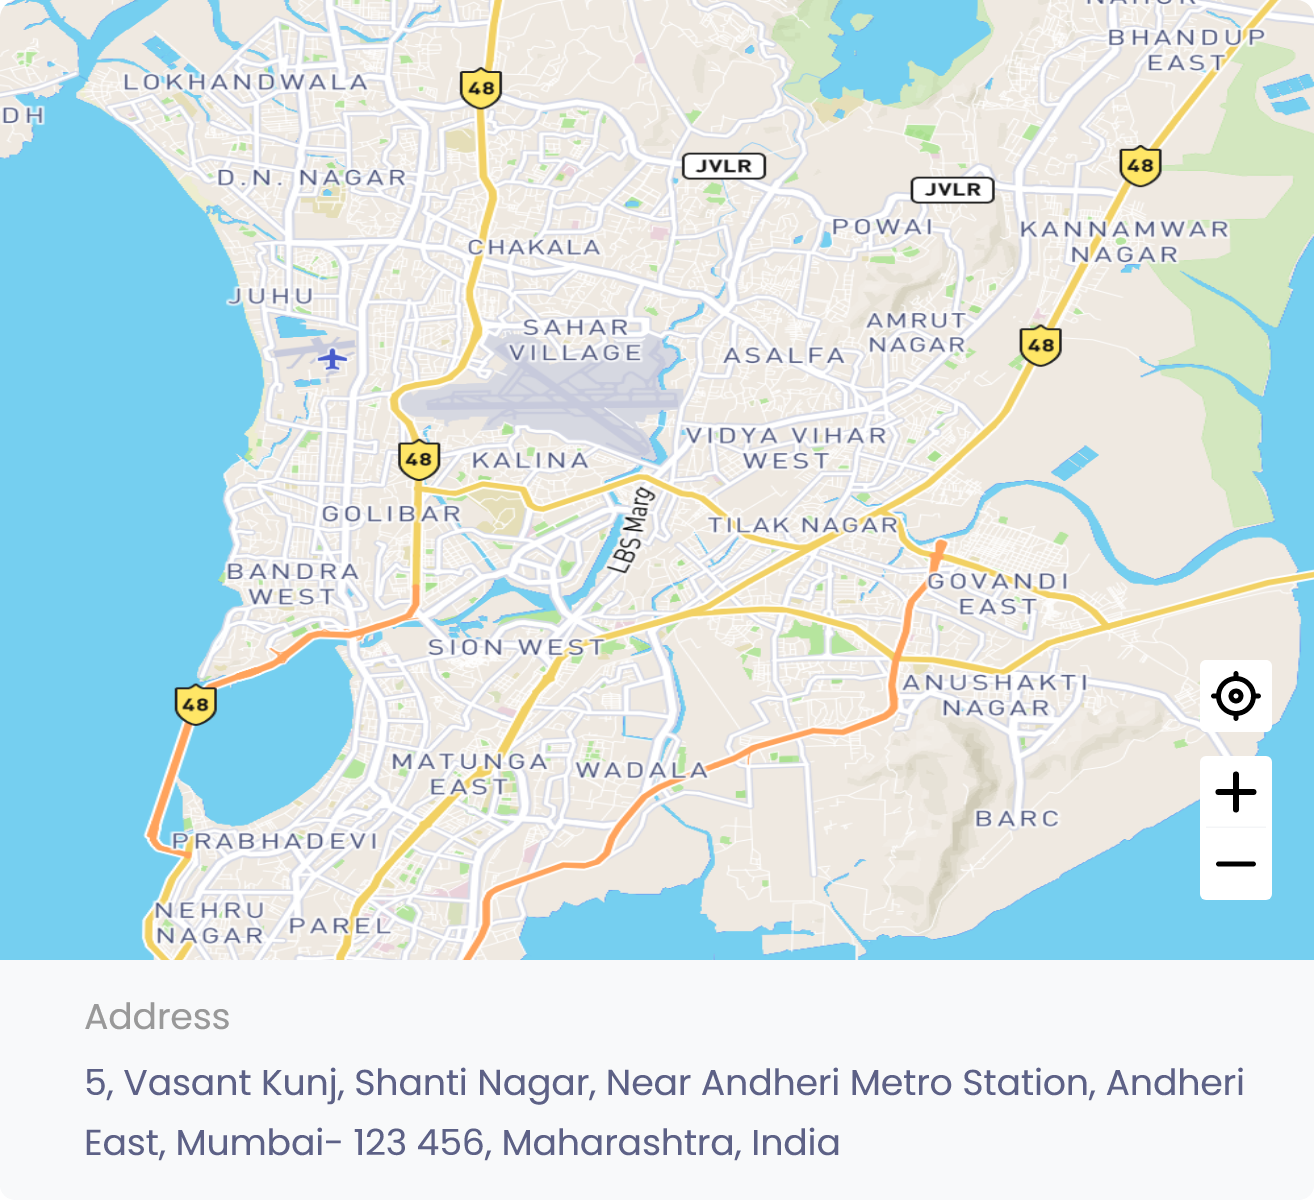 NAHUR
BHANDUP
EAST
LOKHANDWALA
48
DH
48
JVLR
JVLR
D.N. NAGAR
POWAI
KANNAMWAR
NAGAR
CHAKALA
JUHU
SAHAR
VILLAGE
AMRUT
NAGAR
ASALFA
48
VIDYA VIHAR
WEST
48
KALINA
GOLIBAR
LBS Marg
TILAK NAGAR
BANDRA
WEST
GOVANDI
EAST
SION WEST
ANUSHAKTI
NAGAR
48
MATUNGA
EAST
WADALA
BARC
PRABHADEVI
NEHRU
NAGAR
PAREL
Address
5, Vasant Kunj, Shanti Nagar, Near Andheri Metro Station, Andheri
East, Mumbai- 123 456, Maharashtra, India